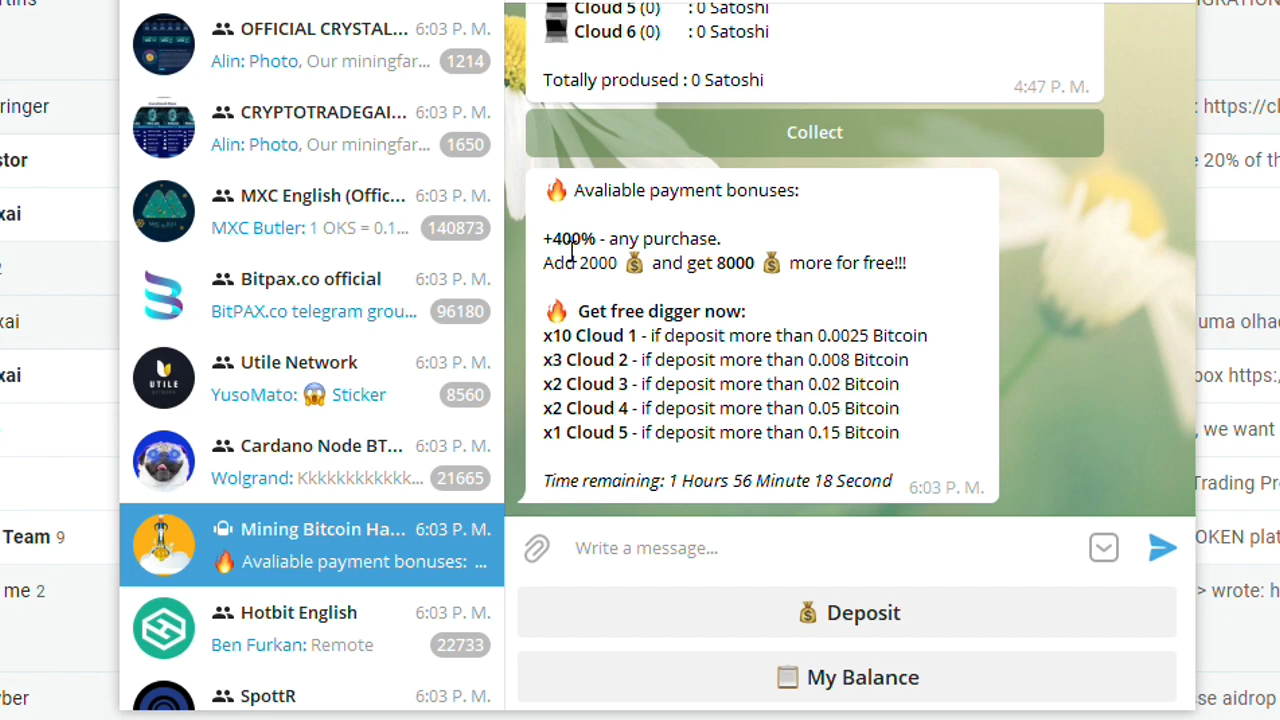 tins
ringer
stor
xai
2
xai
xai
Team 9
me 2
ber
OFFICIAL CRYSTAL... 6:03 P. M.
Alin: Photo, Our miningfar... 1214
CRYPTOTRADEGAI... 6:03 P. M.
Alin: Photo, Our miningfar... 1650
MXC English (Offic... 6:03 P. M.
MXC Butler: 1 OKS = 0.1... 140873
Bitpax.co official 6:03 P. M.
BitPAX.co telegram grou... 96180
Utile Network 6:03 P. M.
YusoMato: 😱 Sticker 8560
UTILE
Cardano Node BT... 6:03 P. M.
Wolgrand: Kkkkkkkkkkkk... 21665
Mining Bitcoin Ha... 6:03 P. M.
🔥 Avaliable payment bonuses: ...
Hotbit English 6:03 P. M.
Ben Furkan: Remote 22733
SpottR 6:03 P. M.
Cloud 5 (0) : 0 Satoshi
Cloud 6 (0) : 0 Satoshi
Totally prodused : 0 Satoshi
4:47 P. M.
Collect
🔥 Avaliable payment bonuses:
+400% - any purchase.
Add 2000 💰 and get 8000 💰 more for free!!!
🔥 Get free digger now:
x10 Cloud 1 - if deposit more than 0.0025 Bitcoin
x3 Cloud 2 - if deposit more than 0.008 Bitcoin
x2 Cloud 3 - if deposit more than 0.02 Bitcoin
x2 Cloud 4 - if deposit more than 0.05 Bitcoin
x1 Cloud 5 - if deposit more than 0.15 Bitcoin
Time remaining: 1 Hours 56 Minute 18 Second
6:03 P. M.
Write a message...
💰 Deposit
📋 My Balance
IGRATION
: https://cl
e 20% of th
uma olhad
box https:/
, we want
Trading Pr
OKEN plat
> wrote: h
se aidrop